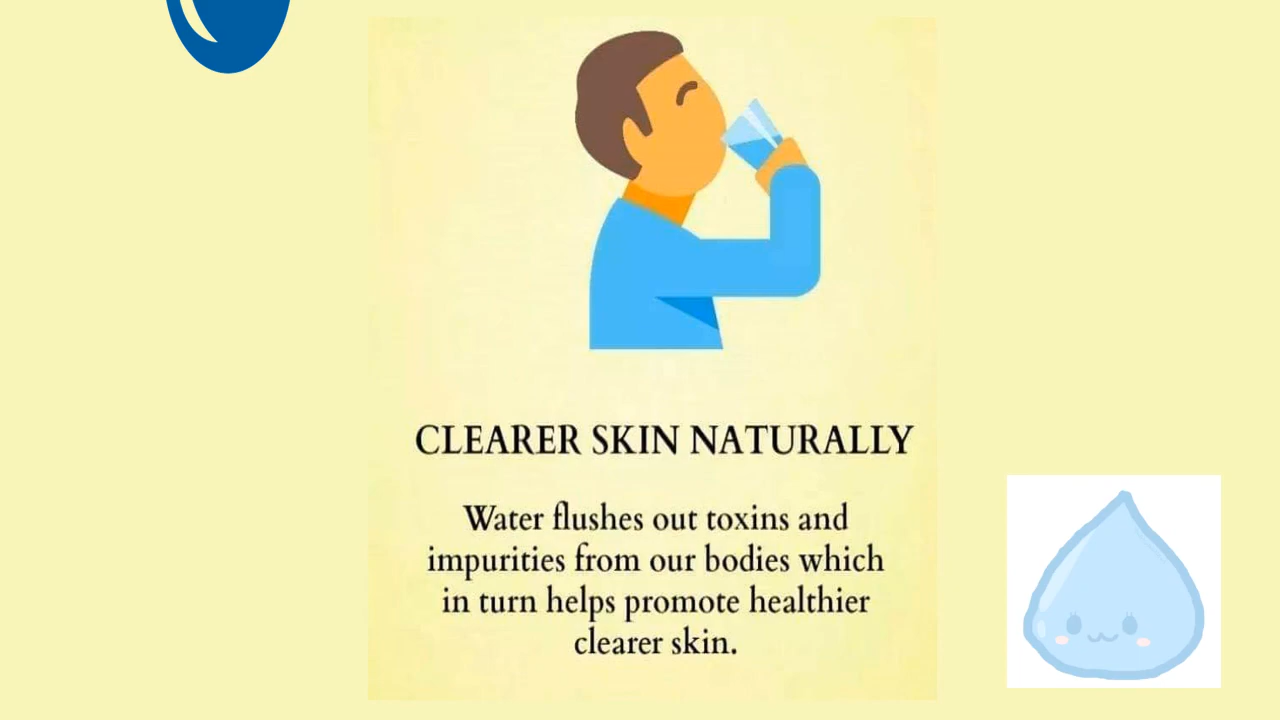 CLEARER SKIN NATURALLY
Water flushes out toxins and
impurities from our bodies which
in turn helps promote healthier
clearer skin.